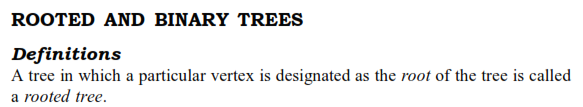 ROOTED AND BINARY TREES
Definitions
A tree in which a particular vertex is designated as the root of the tree is called
a rooted tree.